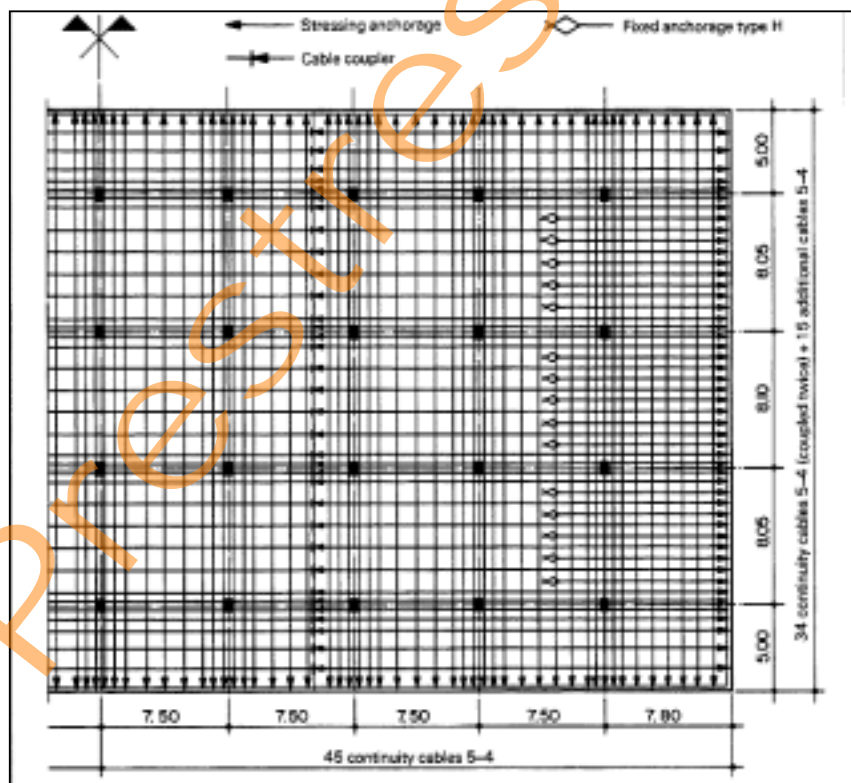 Stressing anchorage
Fixed anchorage type H
Cable coupler
5.00
8.05
8.10
8.05
5.00
34 continuity cables 5-4 (coupled twice) + 15 additional cables 5-4
7.50
7.50
7.50
7.50
7.80
45 continuity cables 5-4
Prestres